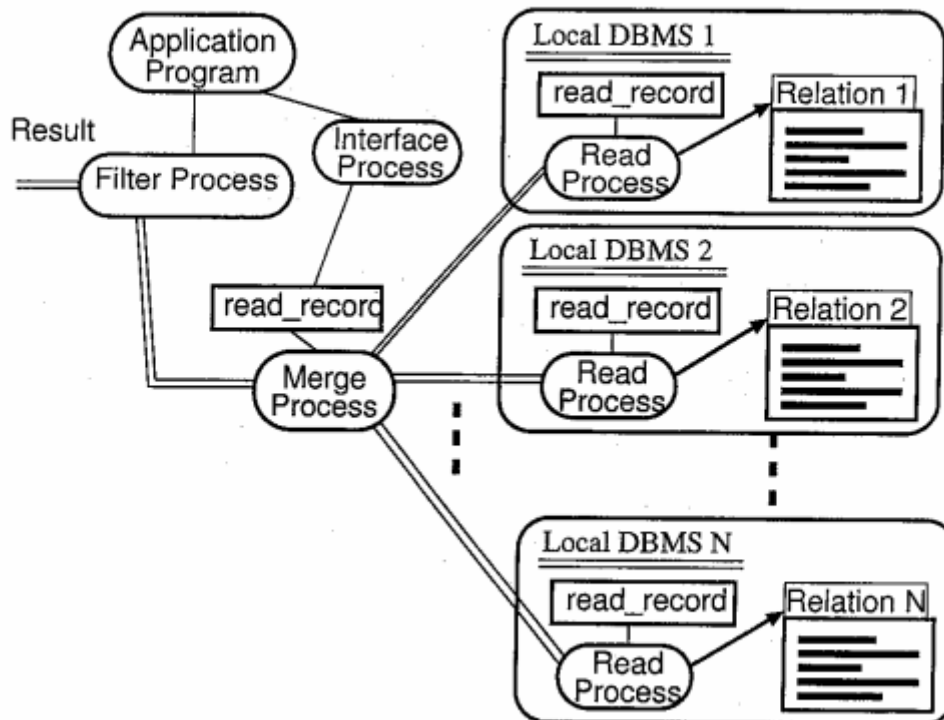 Application
Program
Result
Filter Process
Interface
Process
read_record
Merge
Process
Local DBMS 1
read_record
Relation 1
Read
Process
Local DBMS 2
read_record
Relation 2
Read
Process
Local DBMS N
read_record
Relation N
Read
Process